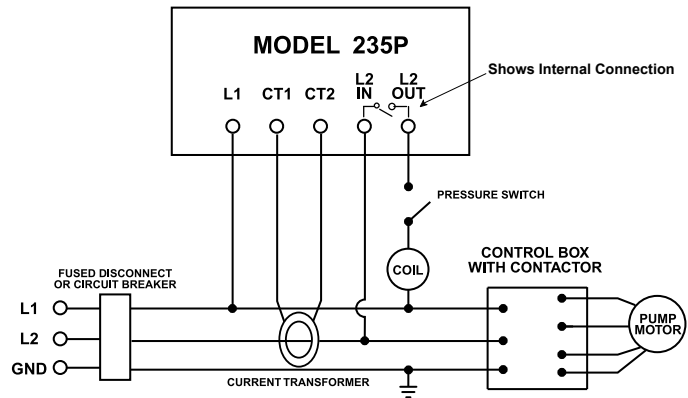 MODEL 235P
L1
CT1
CT2
L2
IN
L2
OUT
Shows Internal Connection
PRESSURE SWITCH
COIL
CONTROL BOX
WITH CONTACTOR
FUSED DISCONNECT
OR CIRCUIT BREAKER
L1
L2
GND
PUMP
MOTOR
CURRENT TRANSFORMER